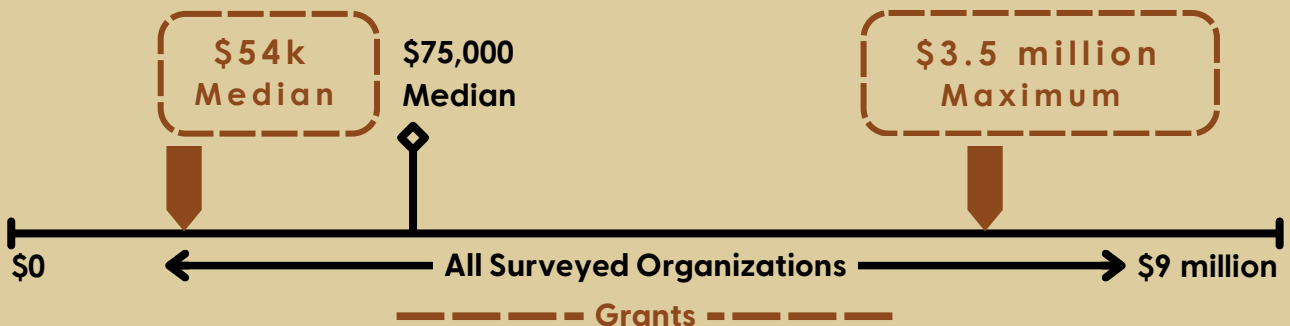 $54k
Median
$75,000
Median
$3.5 million
Maximum
$0
All Surveyed Organizations
$9 million
Grants